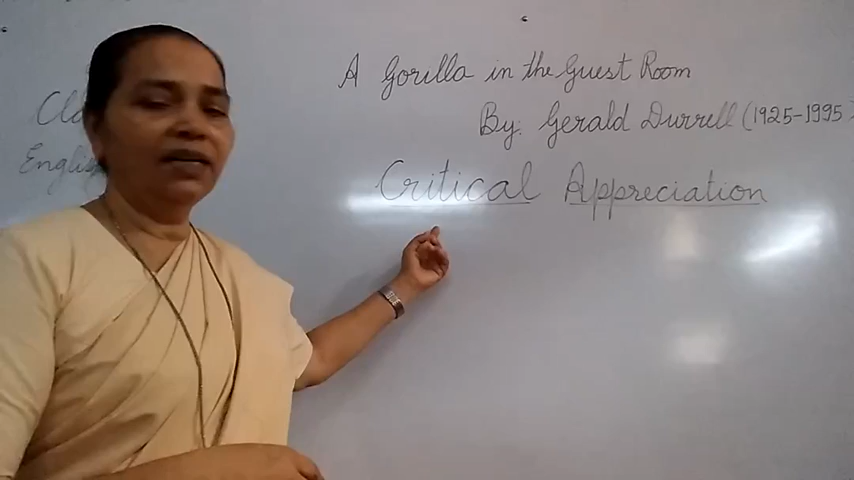 A Gorilla in the Guest Room
By: Gerald Durrell (1925-1995)
Critical Appreciation